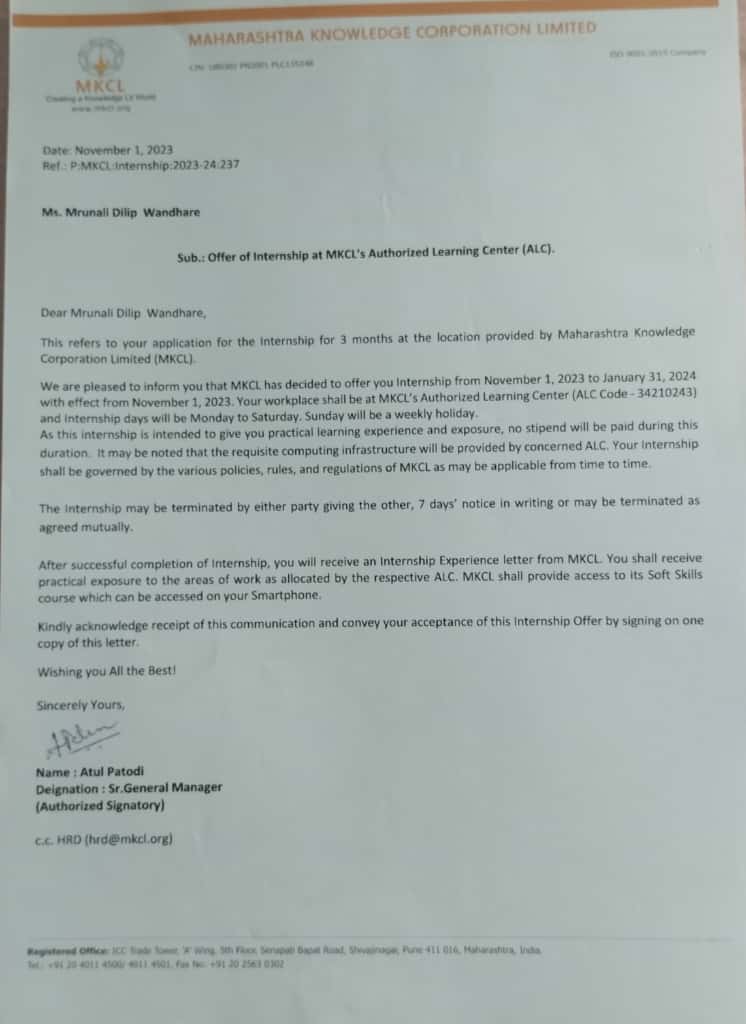 MAHARASHTRA KNOWLEDGE CORPORATION LIMITED
ISO 9001:2015 Company
MKCL
Creating a Knowledge Lit World
www.mkcl.org
Date: November 1, 2023
Ref.: P:MKCL:Internship:2023-24:237
Ms. Mrunali Dilip Wandhare
Sub.: Offer of Internship at MKCL's Authorized Learning Center (ALC).
Dear Mrunali Dilip Wandhare,
This refers to your application for the Internship for 3 months at the location provided by Maharashtra Knowledge
Corporation Limited (MKCL).
We are pleased to inform you that MKCL has decided to offer you Internship from November 1, 2023 to January 31, 2024
with effect from November 1, 2023. Your workplace shall be at MKCL's Authorized Learning Center (ALC Code - 34210243)
and internship days will be Monday to Saturday. Sunday will be a weekly holiday.
As this internship is intended to give you practical learning experience and exposure, no stipend will be paid during this
duration. It may be noted that the requisite computing infrastructure will be provided by concerned ALC. Your Internship
shall be governed by the various policies, rules, and regulations of MKCL as may be applicable from time to time.
The Internship may be terminated by either party giving the other, 7 days' notice in writing or may be terminated as
agreed mutually.
After successful completion of Internship, you will receive an Internship Experience letter from MKCL. You shall receive
practical exposure to the areas of work as allocated by the respective ALC. MKCL shall provide access to its Soft Skills
course which can be accessed on your Smartphone.
Kindly acknowledge receipt of this communication and convey your acceptance of this Internship Offer by signing on one
copy of this letter.
Wishing you All the Best!
Sincerely Yours,
Name : Atul Patodi
Deignation : Sr.General Manager
(Authorized Signatory)
c.c. HRD (hrd@mkcl.org)
Registered Office: ICC Trade Tower, 'A' Wing, 5th Floor, Senapati Bapat Road, Shivajinagar, Pune 411 016, Maharashtra, India.
Tel.: +91 20 4011 4500/ 4011 4501, Fax No: +91 20 2563 0302